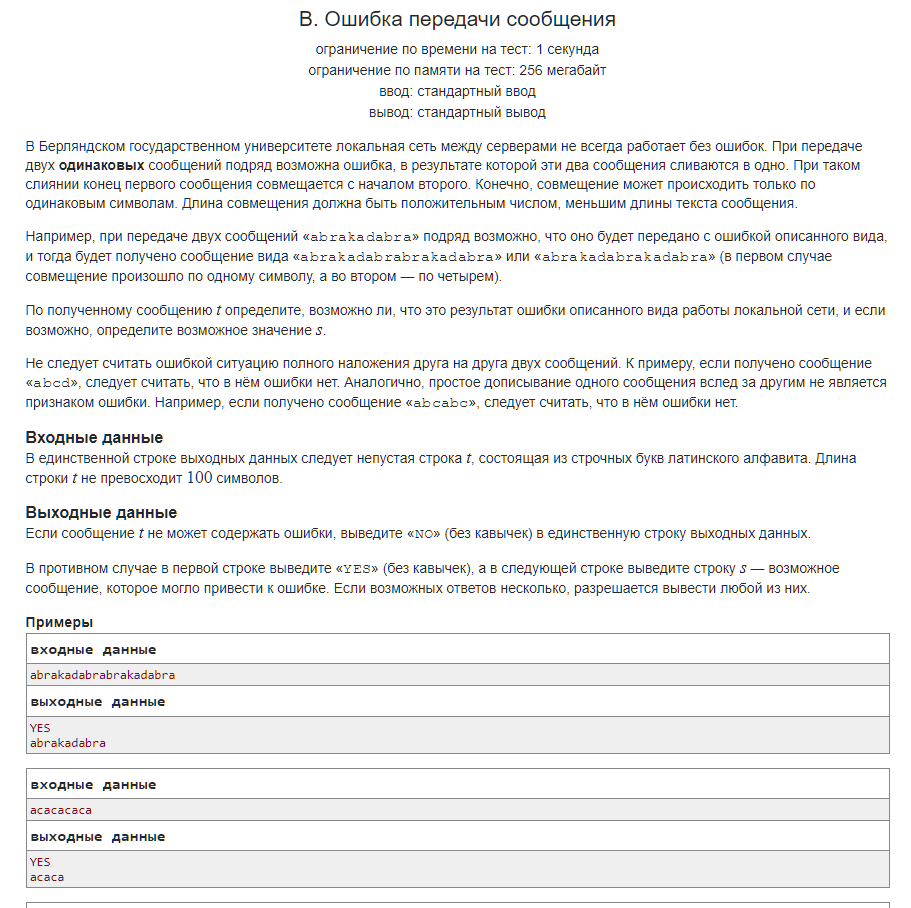 В. Ошибка передачи сообщения
ограничение по времени на тест: 1 секунда
ограничение по памяти на тест: 256 мегабайт
ввод: стандартный ввод
вывод: стандартный вывод
В Берляндском государственном университете локальная сеть между серверами не всегда работает без ошибок. При передаче
двух одинаковых сообщений подряд возможна ошибка, в результате которой эти два сообщения сливаются в одно. При таком
слиянии конец первого сообщения совмещается с началом второго. Конечно, совмещение может происходить только по
одинаковым символам. Длина совмещения должна быть положительным числом, меньшим длины текста сообщения.
Например, при передаче двух сообщений «abrakadabra» подряд возможно, что оно будет передано с ошибкой описанного вида,
и тогда будет получено сообщение вида «abrakadabrabrakadabra» или «abrakadabrakadabra» (в первом случае
совмещение произошло по одному символу, а во втором — по четырем).
По полученному сообщению t определите, возможно ли, что это результат ошибки описанного вида работы локальной сети, и если
возможно, определите возможное значение s.
Не следует считать ошибкой ситуацию полного наложения друг на друга двух сообщений. К примеру, если получено сообщение
«abcd», следует считать, что в нём ошибки нет. Аналогично, простое дописывание одного сообщения вслед за другим не является
признаком ошибки. Например, если получено сообщение «abcabc», следует считать, что в нём ошибки нет.
Входные данные
В единственной строке выходных данных следует непустая строка t, состоящая из строчных букв латинского алфавита. Длина
строки t не превосходит 100 символов.
Выходные данные
Если сообщение t не может содержать ошибки, выведите «NO» (без кавычек) в единственную строку выходных данных.
В противном случае в первой строке выведите «YES» (без кавычек), а в следующей строке выведите строку s — возможное
сообщение, которое могло привести к ошибке. Если возможных ответов несколько, разрешается вывести любой из них.
Примеры
входные данные
abrakadabrabrakadabra
выходные данные
YES
abrakadabra
входные данные
acacacaca
выходные данные
YES
acaca